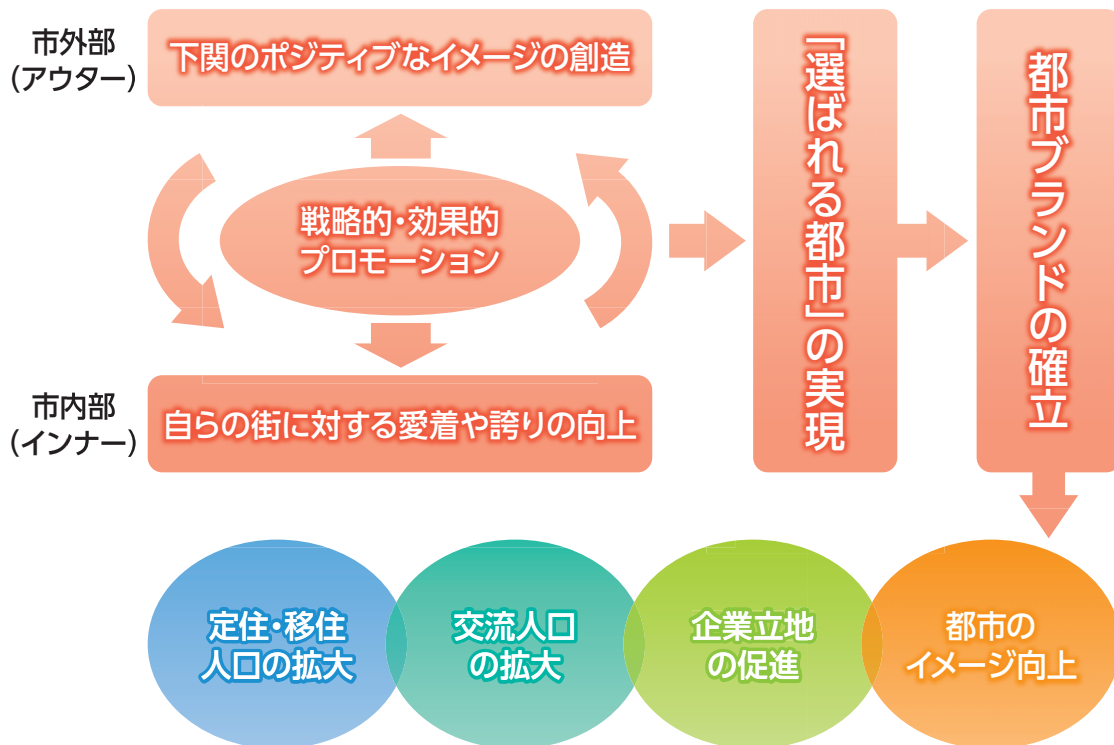 市外部
(アウター)
下関のポジティブなイメージの創造
戦略的・効果的
プロモーション
市内部
(インナー)
自らの街に対する愛着や誇りの向上
「選ばれる都市」の実現
都市ブランドの確立
定住・移住
人口の拡大
交流人口
の拡大
企業立地
の促進
都市の
イメージ向上